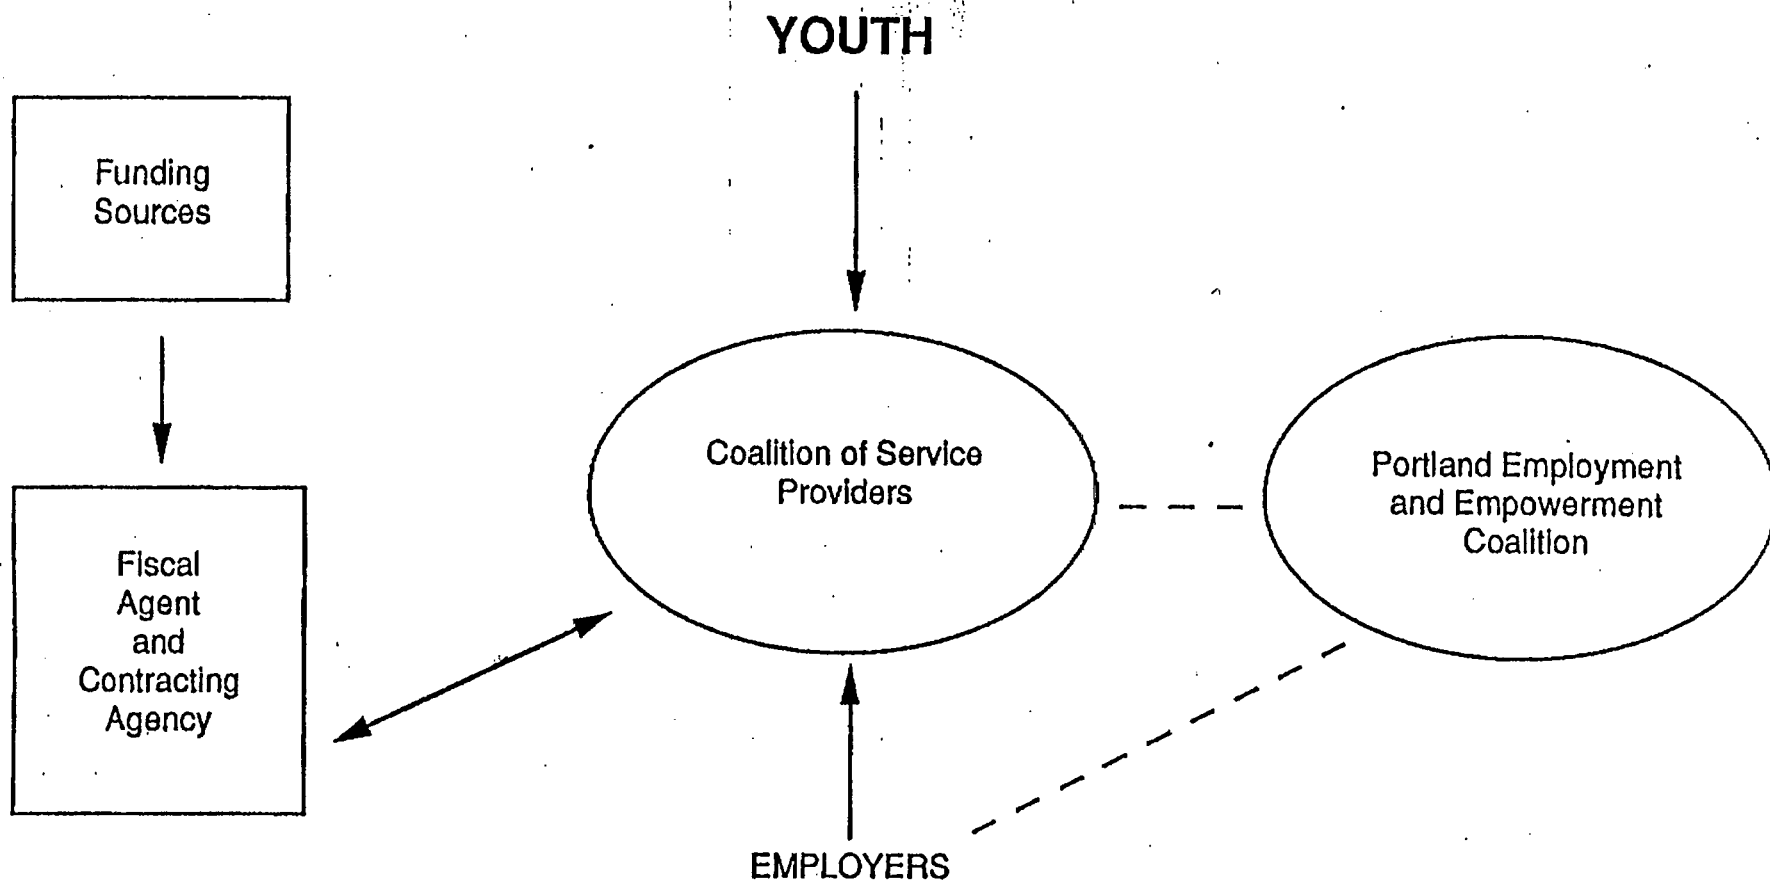 YOUTH
Funding
Sources
Coalition of Service
Providers
Portland Employment
and Empowerment
Coalition
Fiscal
Agent
and
Contracting
Agency
EMPLOYERS